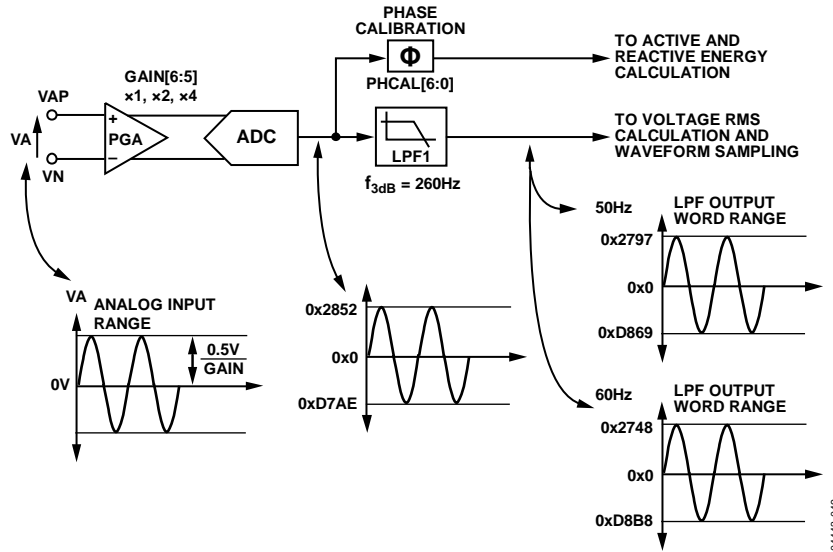 PHASE
CALIBRATION
Φ
PHCAL[6:0]
TO ACTIVE AND
REACTIVE ENERGY
CALCULATION
GAIN[6:5]
×1, ×2, ×4
VAP
VA
VN
+
PGA
−
ADC
LPF1
f3dB = 260Hz
TO VOLTAGE RMS
CALCULATION AND
WAVEFORM SAMPLING
50Hz
LPF OUTPUT
WORD RANGE
0x2797
0x0
0xD869
VA
ANALOG INPUT
RANGE
0V
0.5V
GAIN
0x2852
0x0
0xD7AE
60Hz
LPF OUTPUT
WORD RANGE
0x2748
0x0
0xD8B8